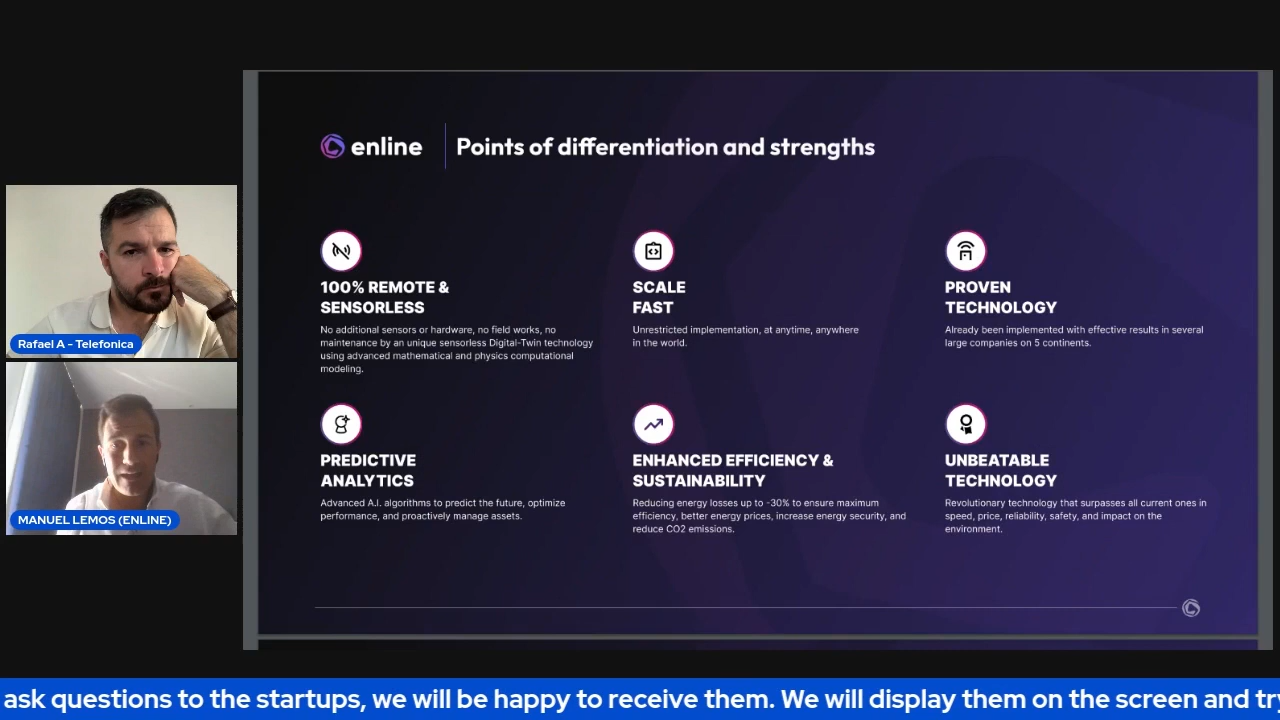 enline
Points of differentiation and strengths
100% REMOTE &
SENSORLESS
No additional sensors or hardware, no field works, no
maintenance by an unique sensorless Digital-Twin technology
using advanced mathematical and physics computational
modeling.
SCALE
FAST
Unrestricted implementation, at anytime, anywhere
in the world.
PROVEN
TECHNOLOGY
Already been implemented with effective results in several
large companies on 5 continents.
PREDICTIVE
ANALYTICS
Advanced A.I. algorithms to predict the future, optimize
performance, and proactively manage assets.
ENHANCED EFFICIENCY &
SUSTAINABILITY
Reducing energy losses up to -30% to ensure maximum
efficiency, better energy prices, increase energy security, and
reduce CO2 emissions.
UNBEATABLE
TECHNOLOGY
Revolutionary technology that surpasses all current ones in
speed, price, reliability, safety, and impact on the
environment.
Rafael A - Telefonica
MANUEL LEMOS (ENLINE)
ask questions to the startups, we will be happy to receive them. We will display them on the screen and try